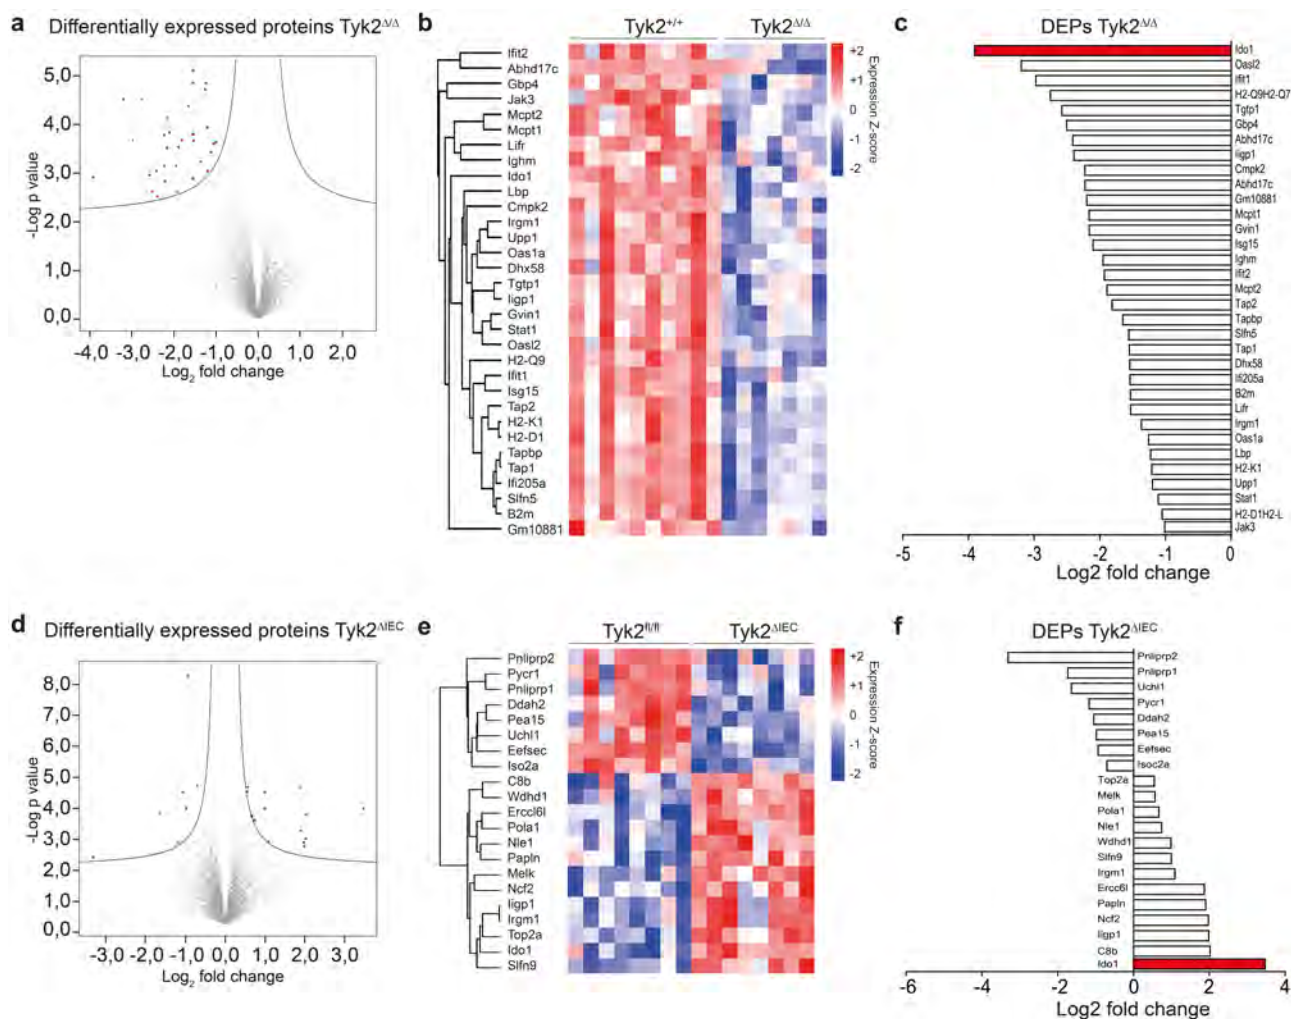 a Differentially expressed proteins Tyk2Δ/Δ
-Log p value
5,0
4,0
3,0
2,0
1,0
0,0
-4,0 -3,0 -2,0 -1,0 0,0 1,0 2,0
Log2 fold change
b Tyk2+/+ Tyk2Δ/Δ
Ifit2
Abhd17c
Gbp4
Jak3
Mcpt2
Mcpt1
Lifr
Ighm
Ido1
Lbp
Cmpk2
Irgm1
Upp1
Oas1a
Dhx58
Tgtp1
Iigp1
Gvin1
Stat1
Oasl2
H2-Q9
Ifit1
Isg15
Tap2
H2-K1
H2-D1
Tapbp
Tap1
Ifi205a
Slfn5
B2m
Gm10881
+2
+1
0
-1
-2
Expression Z-score
c DEPs Tyk2Δ/Δ
Ido1
Oasl2
Ifit1
H2-Q9H2-Q7
Tgtp1
Gbp4
Abhd17c
Iigp1
Cmpk2
Abhd17c
Gm10881
Mcpt1
Gvin1
Isg15
Ighm
Ifit2
Mcpt2
Tap2
Tapbp
Slfn5
Tap1
Dhx58
Ifi205a
B2m
Lifr
Irgm1
Oas1a
Lbp
H2-K1
Upp1
Stat1
H2-D1H2-L
Jak3
-5 -4 -3 -2 -1 0
Log2 fold change
d Differentially expressed proteins Tyk2ΔIEC
-Log p value
8,0
7,0
6,0
5,0
4,0
3,0
2,0
1,0
0,0
-3,0 -2,0 -1,0 0,0 1,0 2,0 3,0
Log2 fold change
e Tyk2fl/fl Tyk2ΔIEC
Pnliprp2
Pycr1
Pnliprp1
Ddah2
Pea15
Uchl1
Eefsec
Iso2a
C8b
Wdhd1
Erccl6l
Pola1
Nle1
Papln
Melk
Ncf2
Iigp1
Irgm1
Top2a
Ido1
Slfn9
+2
+1
0
-1
-2
Expression Z-score
f DEPs Tyk2ΔIEC
Pnliprp2
Pnliprp1
Uchl1
Pycr1
Ddah2
Pea15
Eefsec
Isoc2a
Top2a
Melk
Pola1
Nle1
Wdhd1
Slfn9
Irgm1
Ercc6l
Papln
Ncf2
Iigp1
C8b
Ido1
-6 -4 -2 0 2 4
Log2 fold change